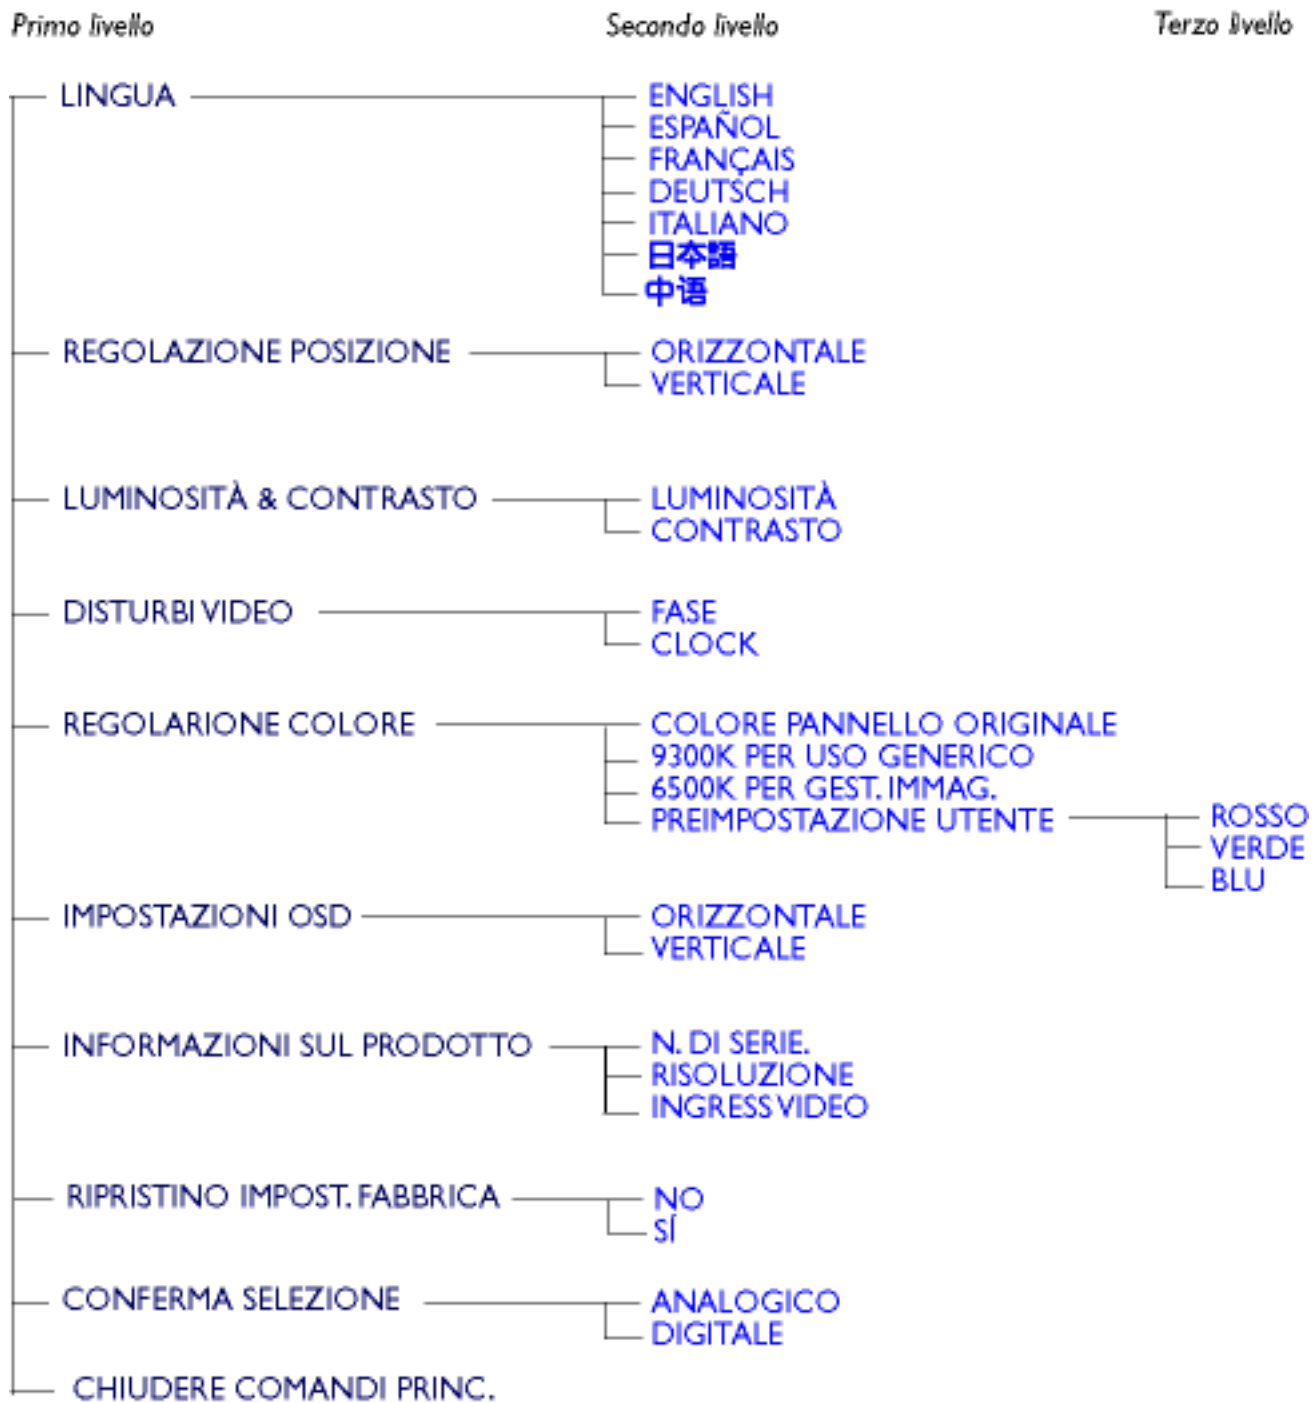 Primo livello Secondo livello Terzo livello
LINGUA ENGLISH
ESPAÑOL
FRANÇAIS
DEUTSCH
ITALIANO
日本語
中语
REGOLAZIONE POSIZIONE ORIZZONTALE
VERTICALE
LUMINOSITÀ & CONTRASTO LUMINOSITÀ
CONTRASTO
DISTURBI VIDEO FASE
CLOCK
REGOLARIONE COLORE COLORE PANNELLO ORIGINALE
9300K PER USO GENERICO
6500K PER GEST. IMMAG.
PREIMPOSTAZIONE UTENTE ROSSO
VERDE
BLU
IMPOSTAZIONI OSD ORIZZONTALE
VERTICALE
INFORMAZIONI SUL PRODOTTO N. DI SERIE.
RISOLUZIONE
INGRESS VIDEO
RIPRISTINO IMPOST. FABBRICA NO
SÍ
CONFERMA SELEZIONE ANALOGICO
DIGITALE
CHIUDERE COMANDI PRINC.